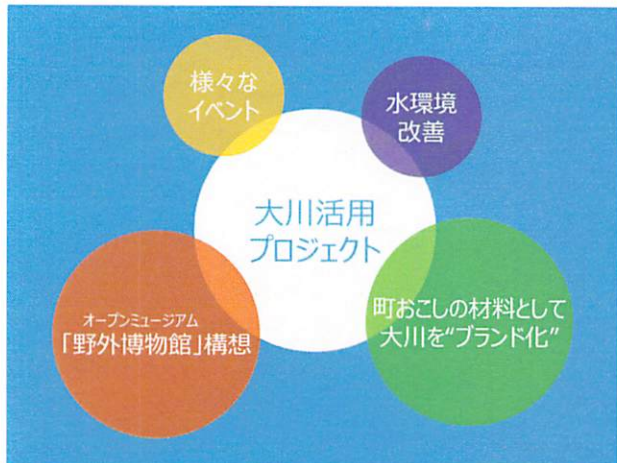 様々な
イベント
水環境
改善
大川活用
プロジェクト
オープンミュージアム
「野外博物館」構想
町おこしの材料として
大川を“ブランド化”